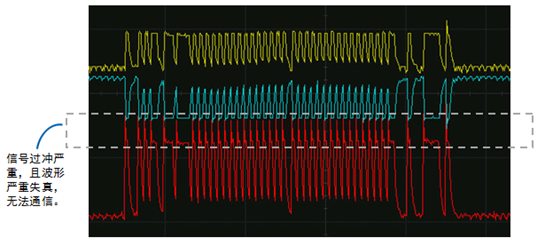 信号过冲严
重，且波形
严重失真，
无法通信。